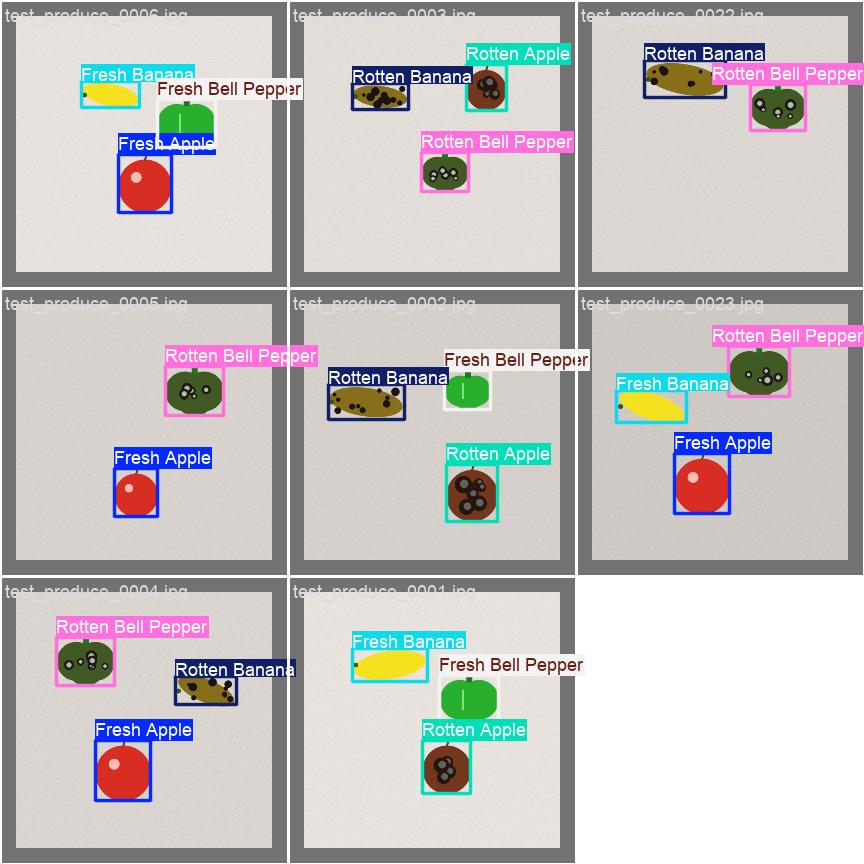 test_produce_0006.jpg
Fresh Banana
Fresh Bell Pepper
Fresh Apple
test_produce_0003.jpg
Rotten Apple
Rotten Banana
Rotten Bell Pepper
test_produce_0022.jpg
Rotten Banana
Rotten Bell Pepper
test_produce_0005.jpg
Rotten Bell Pepper
Fresh Apple
test_produce_0002.jpg
Fresh Bell Pepper
Rotten Banana
Rotten Apple
test_produce_0023.jpg
Rotten Bell Pepper
Fresh Banana
Fresh Apple
test_produce_0004.jpg
Rotten Bell Pepper
Rotten Banana
Fresh Apple
test_produce_0001.jpg
Fresh Banana
Fresh Bell Pepper
Rotten Apple